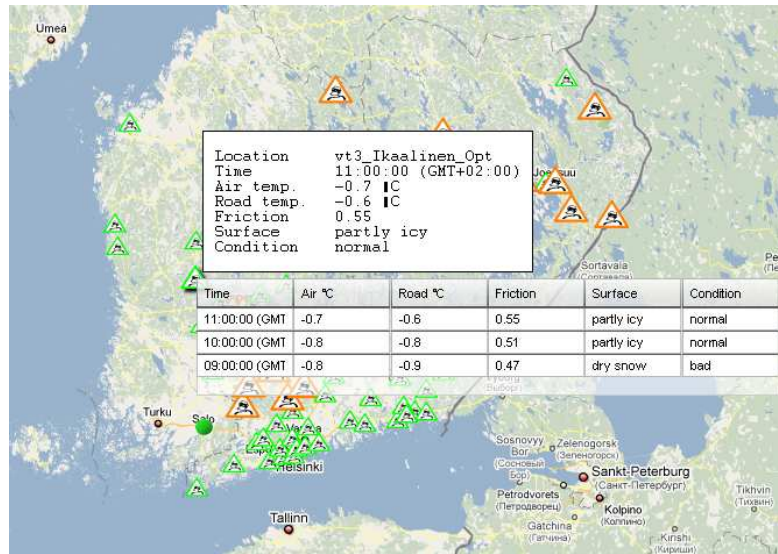 Umeå
Location vt3_Ikaalinen_Opt
Time 11:00:00 (GMT+02:00)
Air temp. -0.7 ▮C
Road temp. -0.6 ▮C
Friction 0.55
Surface partly icy
Condition normal
Sortavala
Time Air °C Road °C Friction Surface Condition
11:00:00 (GMT -0.7 -0.6 0.55 partly icy normal
10:00:00 (GMT -0.8 -0.8 0.51 partly icy normal
09:00:00 (GMT -0.8 -0.9 0.47 dry snow bad
Turku
Salo
Helsinki
Sosnovyy
Bor
(Сосновый
Бор)
Zelenogorsk
(Зеленогорск)
Sankt-Peterburg
(Санкт-Петербург)
Petrodvorets
(Петродворец)
Kolpino
(Колпино)
Tikhvin
(Тихвин)
Tallinn
Gatchina
(Гатчина)
Kirishi
(Кириши)